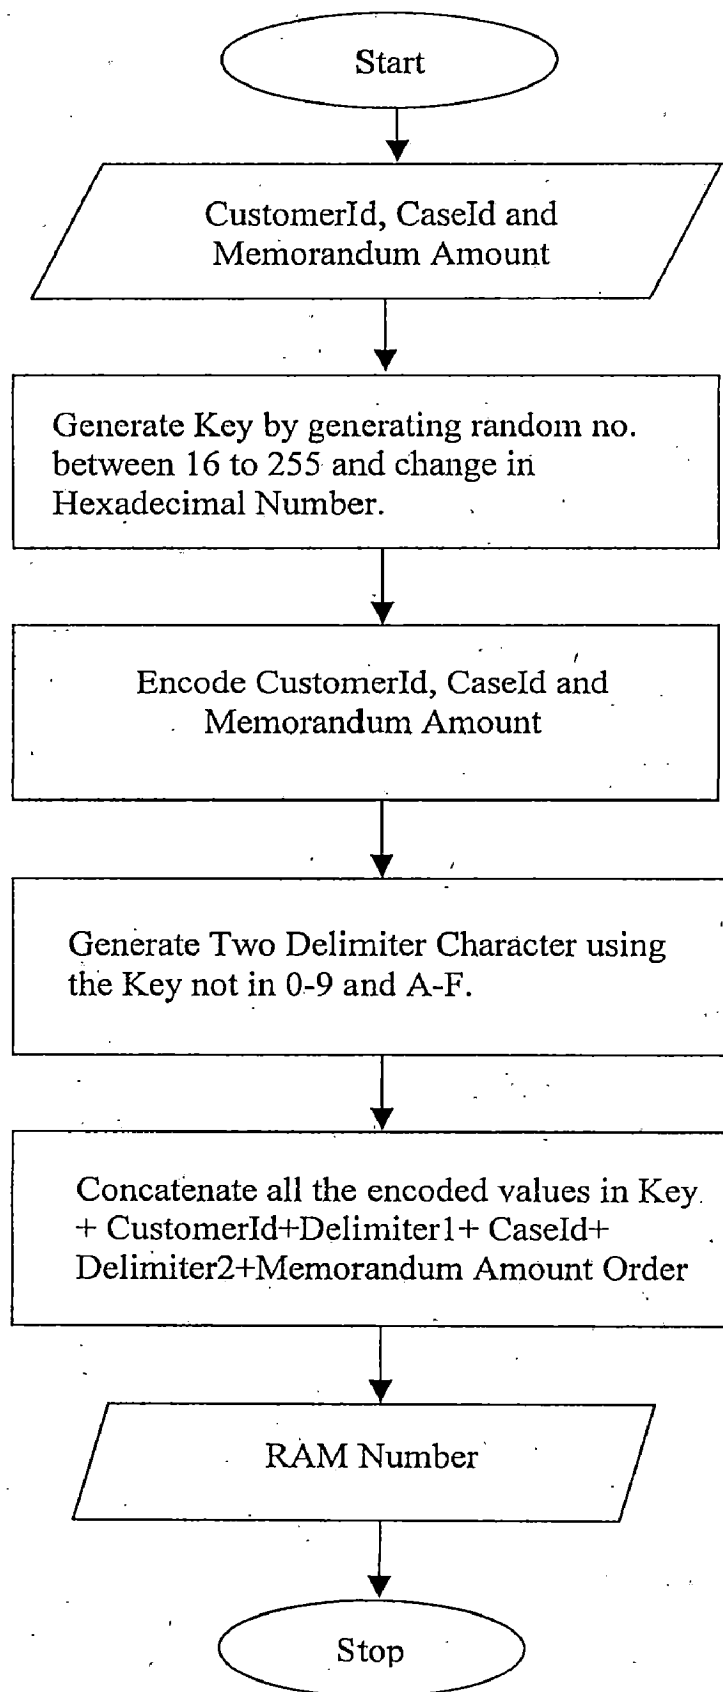 Start
CustomerId, CaseId and
Memorandum Amount
Generate Key by generating random no.
between 16 to 255 and change in
Hexadecimal Number.
Encode CustomerId, CaseId and
Memorandum Amount
Generate Two Delimiter Character using
the Key not in 0-9 and A-F.
Concatenate all the encoded values in Key
+ CustomerId+Delimiter1+ CaseId+
Delimiter2+Memorandum Amount Order
RAM Number
Stop